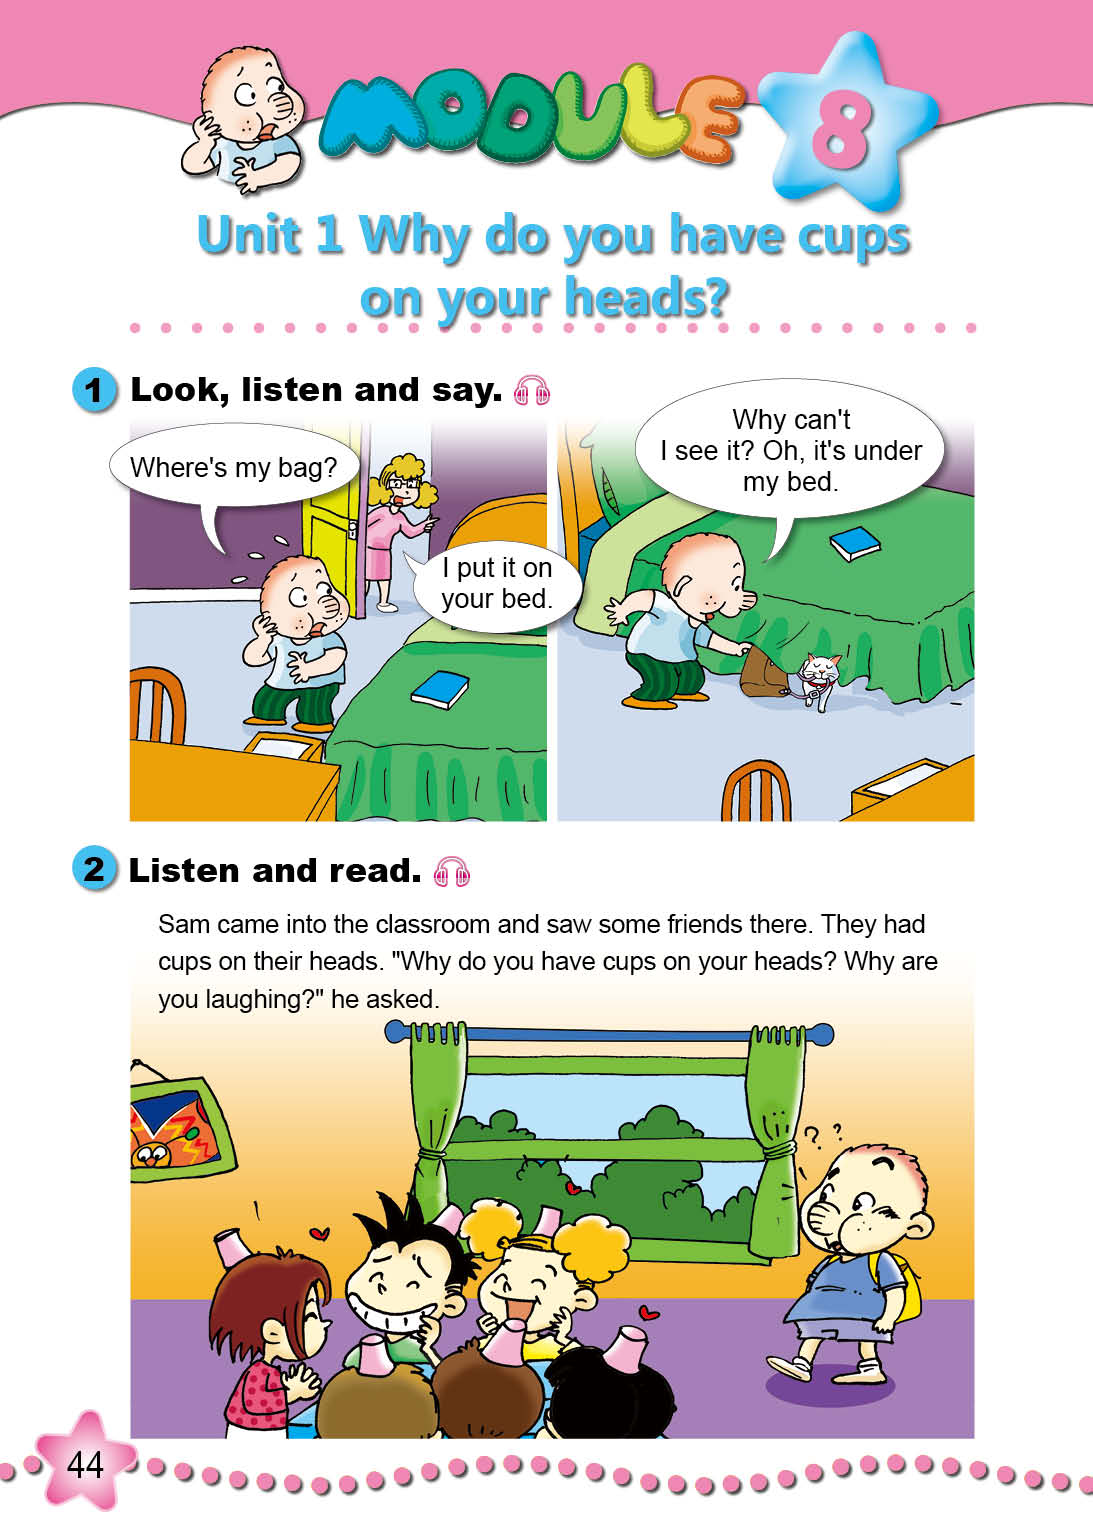 MODULE 8
Unit 1 Why do you have cups
on your heads?
1 Look, listen and say.
Where's my bag?
I put it on
your bed.
Why can't
I see it? Oh, it's under
my bed.
2 Listen and read.
Sam came into the classroom and saw some friends there. They had
cups on their heads. "Why do you have cups on your heads? Why are
you laughing?" he asked.
? ?
44